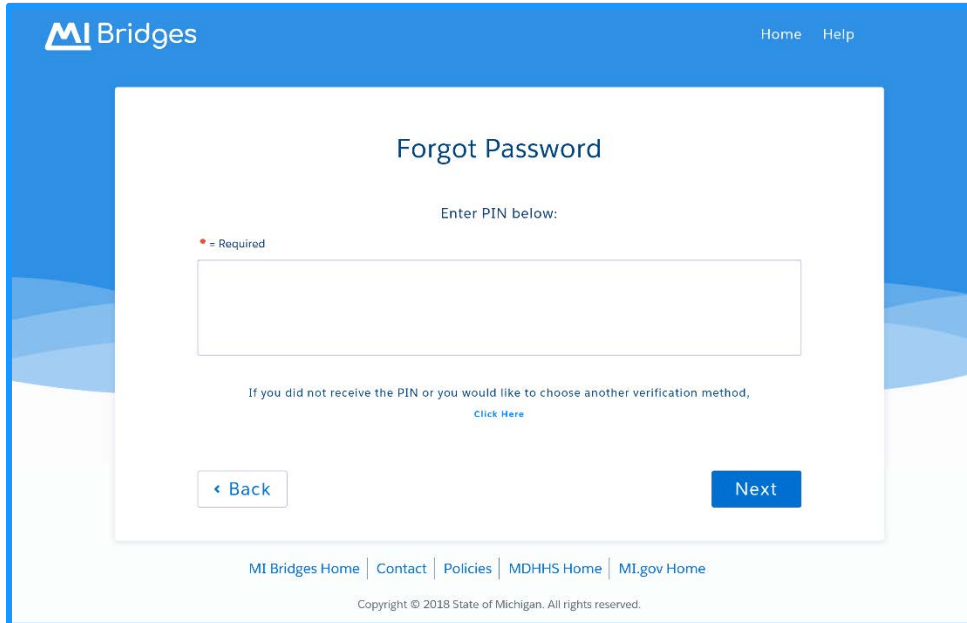 MI Bridges
Home Help
Forgot Password
Enter PIN below:
* = Required
If you did not receive the PIN or you would like to choose another verification method,
Click Here
‹ Back
Next
MI Bridges Home | Contact | Policies | MDHHS Home | MI.gov Home
Copyright © 2018 State of Michigan. All rights reserved.